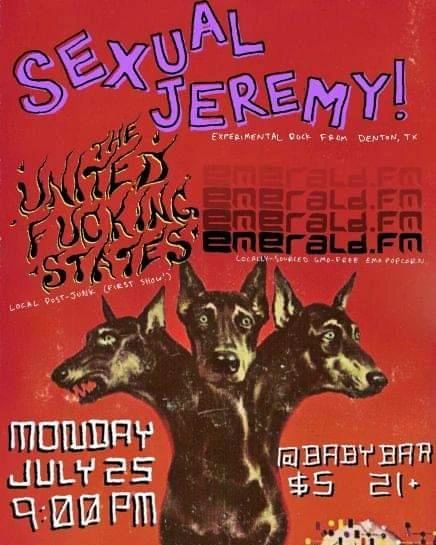 SEXUAL
JEREMY!
EXPERIMENTAL ROCK FROM DENTON, TX
THE
UNITED
FUCKING
STATES
LOCAL POST-JUNK (FIRST SHOW!)
emerald.FM
emerald.FM
emerald.FM
emerald.FM
LOCALLY-SOURCED GMO-FREE EMO POPCORN
MONDAY
JULY 25
9:00 PM
@BABY BAR
$5 21+